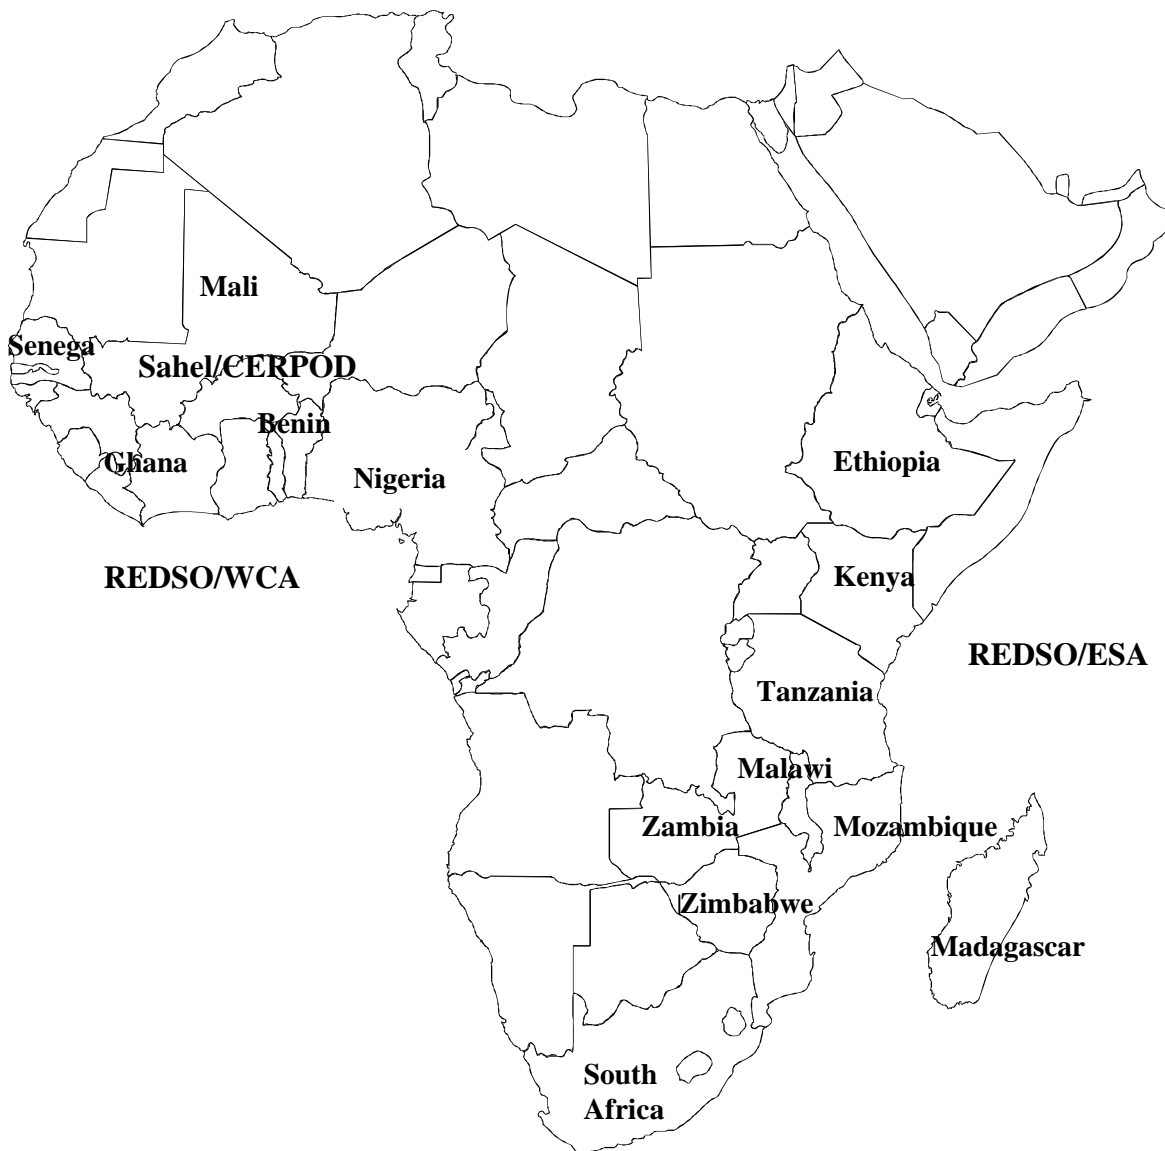 Mali
Senega
Sahel/CERPOD
Benin
Ghana
Nigeria
Ethiopia
REDSO/WCA
Kenya
REDSO/ESA
Tanzania
Malawi
Zambia
Mozambique
Zimbabwe
Madagascar
South
Africa